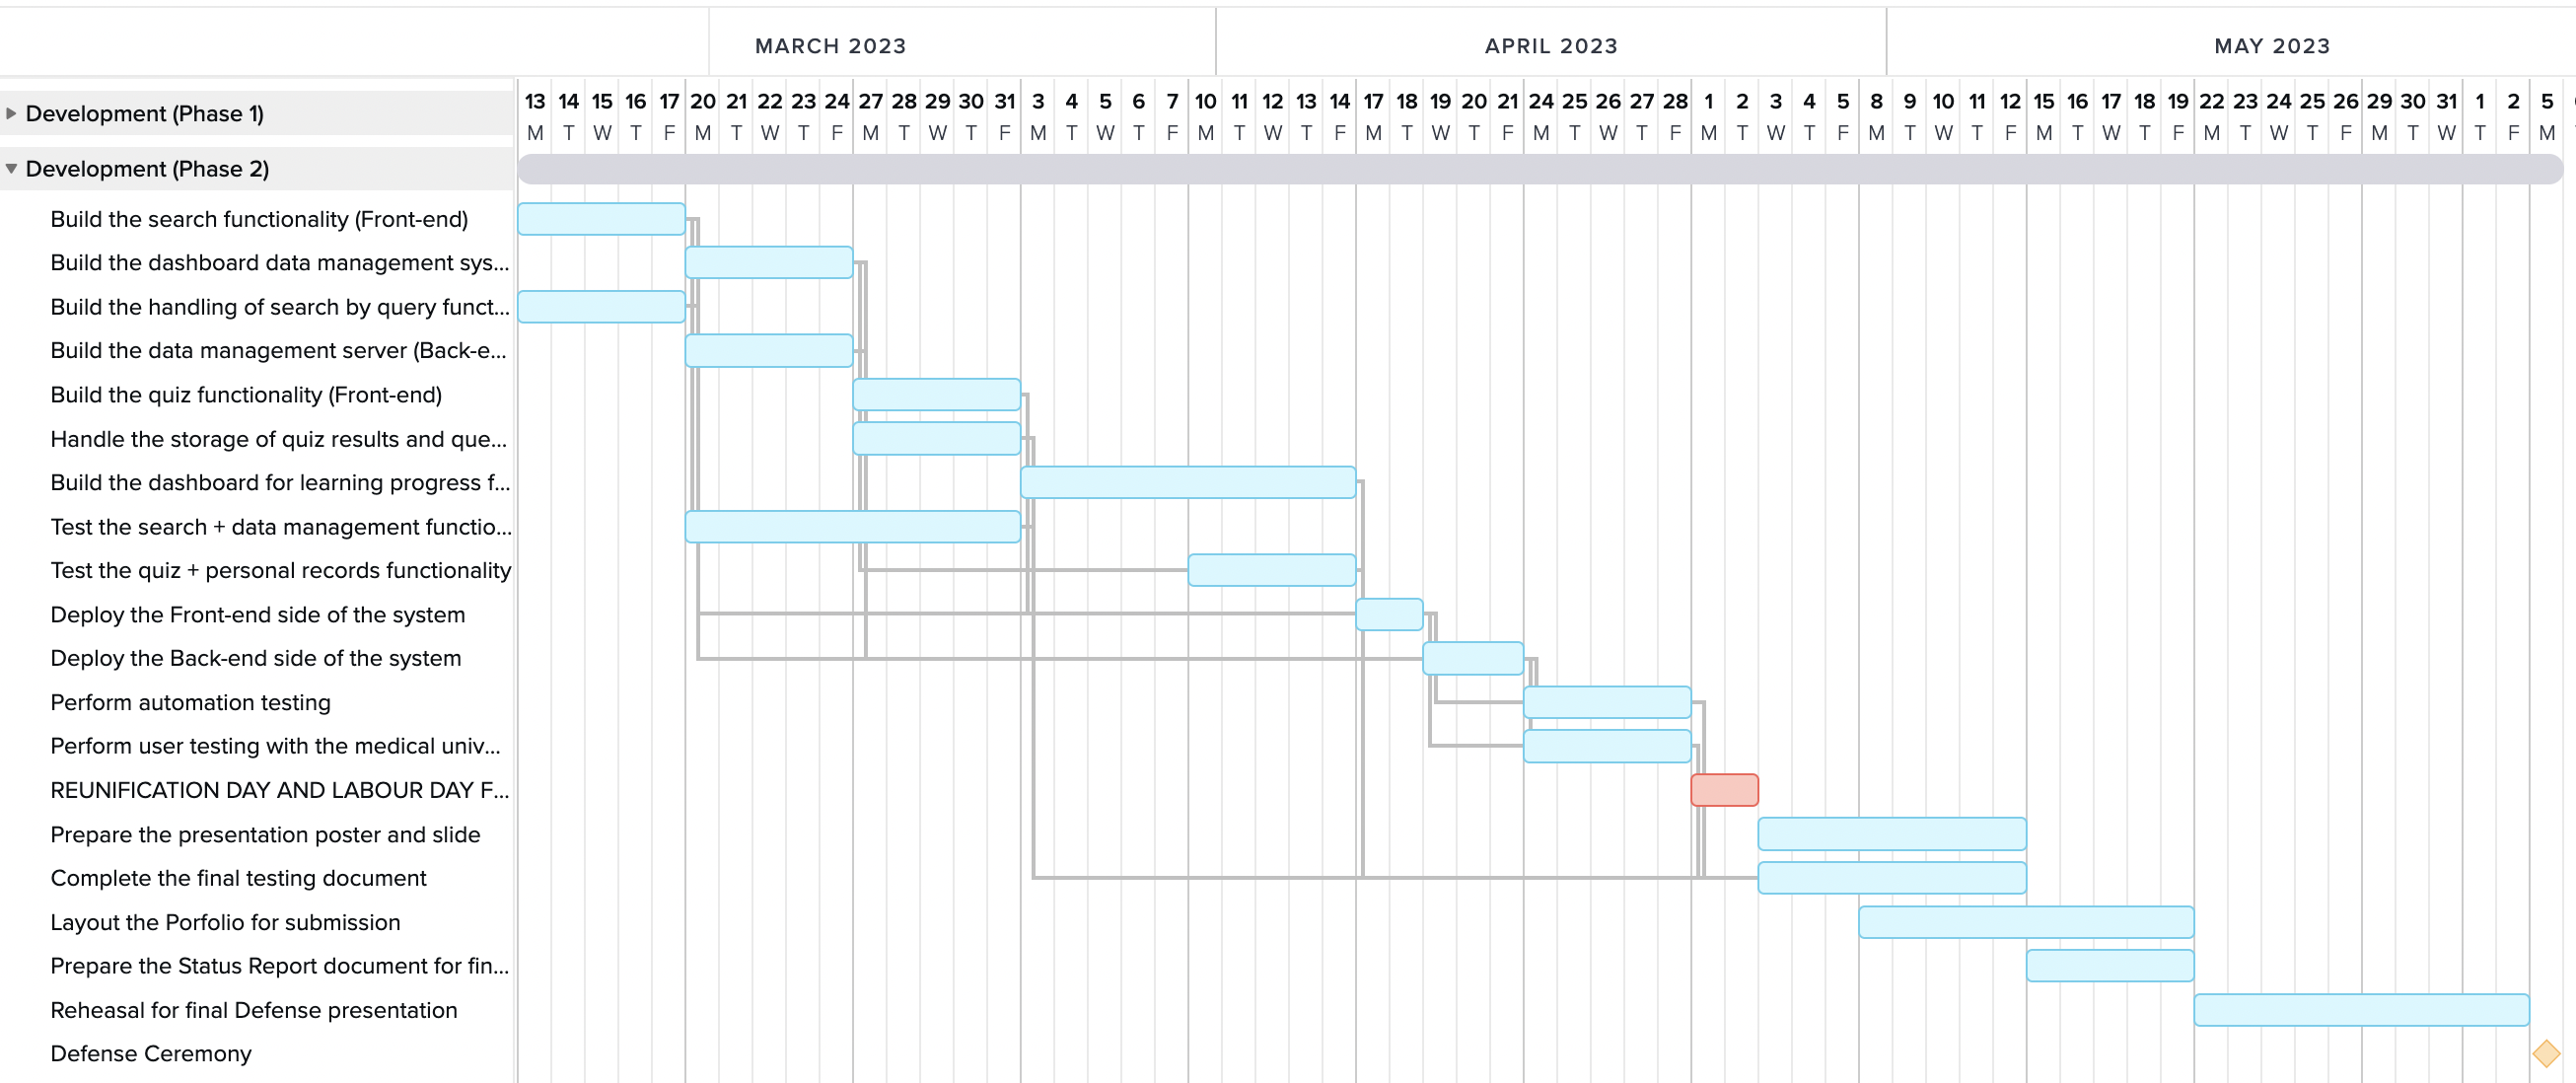 MARCH 2023 APRIL 2023 MAY 2023
Development (Phase 1) 13 14 15 16 17 20 21 22 23 24 27 28 29 30 31 3 4 5 6 7 10 11 12 13 14 17 18 19 20 21 24 25 26 27 28 1 2 3 4 5 8 9 10 11 12 15 16 17 18 19 22 23 24 25 26 29 30 31 1 2 5
M T W T F M T W T F M T W T F M T W T F M T W T F M T W T F M T W T F M T W T F M T W T F M T W T F M T W T F M T W T F M
Development (Phase 2)
Build the search functionality (Front-end)
Build the dashboard data management sys...
Build the handling of search by query funct...
Build the data management server (Back-e...
Build the quiz functionality (Front-end)
Handle the storage of quiz results and que...
Build the dashboard for learning progress f...
Test the search + data management functio...
Test the quiz + personal records functionality
Deploy the Front-end side of the system
Deploy the Back-end side of the system
Perform automation testing
Perform user testing with the medical univ...
REUNIFICATION DAY AND LABOUR DAY F...
Prepare the presentation poster and slide
Complete the final testing document
Layout the Porfolio for submission
Prepare the Status Report document for fin...
Reheasal for final Defense presentation
Defense Ceremony